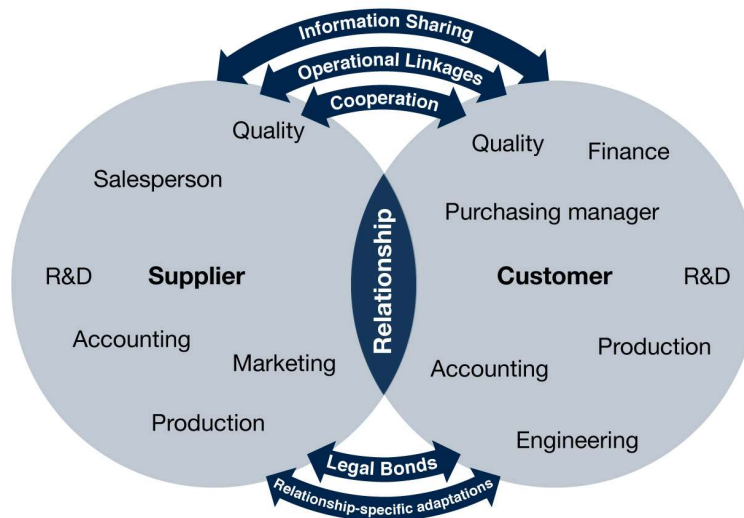 Information Sharing
Operational Linkages
Cooperation
Quality
Salesperson
R&D
Supplier
Accounting
Marketing
Production
Relationship
Quality
Finance
Purchasing manager
Customer
R&D
Production
Accounting
Engineering
Legal Bonds
Relationship-specific adaptations